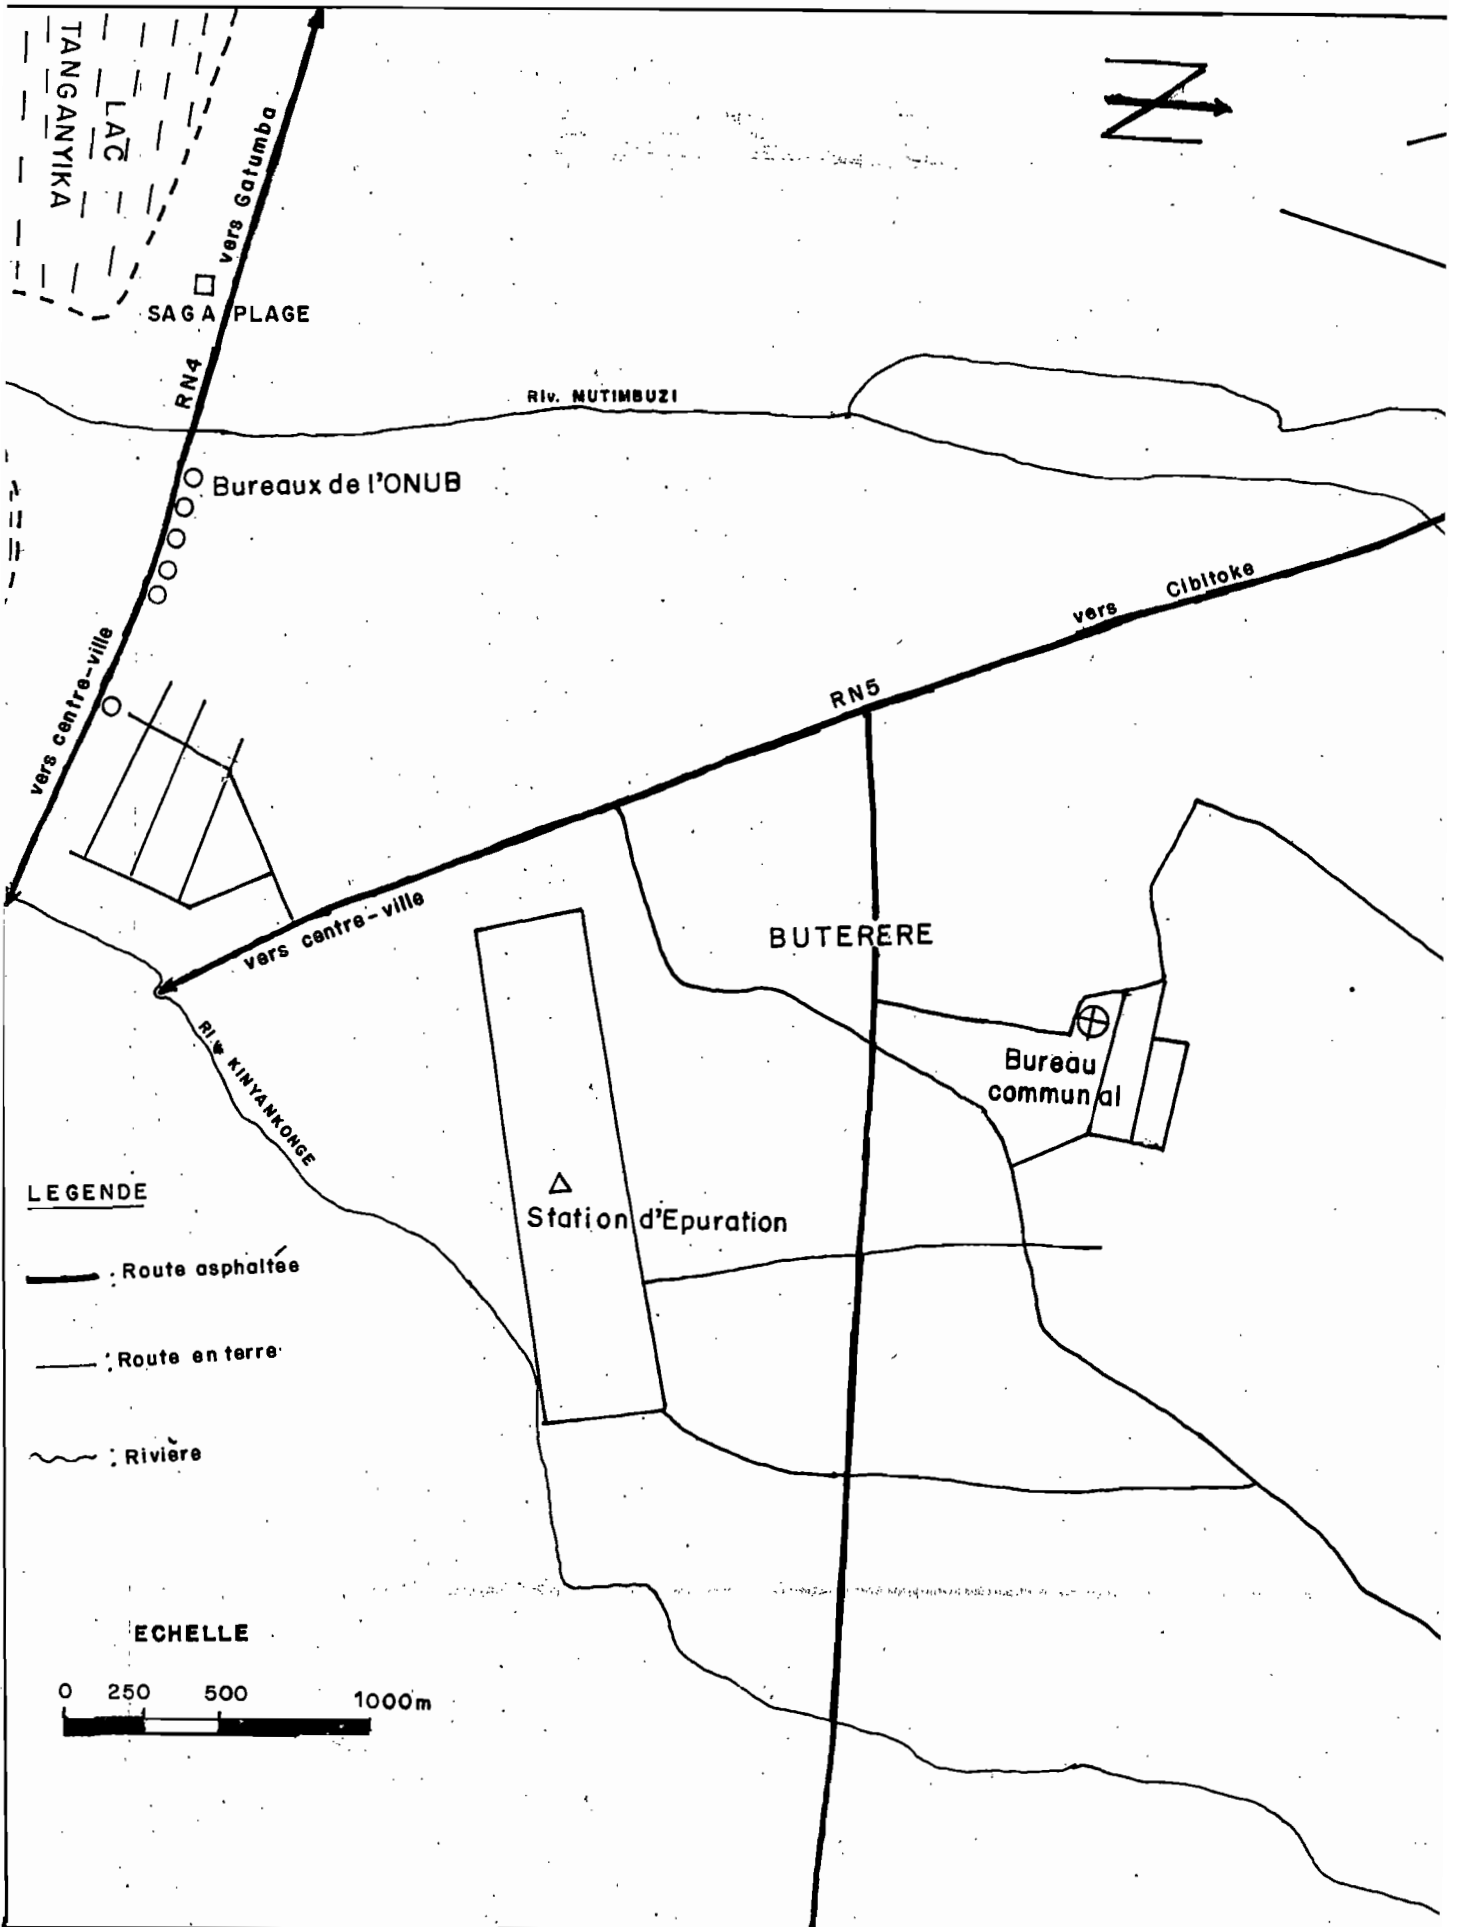 LAC
TANGANYIKA
N
vers Gatumba
SAGA PLAGE
RN4
Riv. MUTIMBUZI
Bureaux de l'ONUB
vers Cibitoke
RN5
vers centre-ville
vers centre-ville
BUTERERE
Bureau
communal
RIV KINYANKONGE
Station d'Epuration
LEGENDE
: Route asphaltée
: Route en terre
: Rivière
ECHELLE
0 250 500 1000m